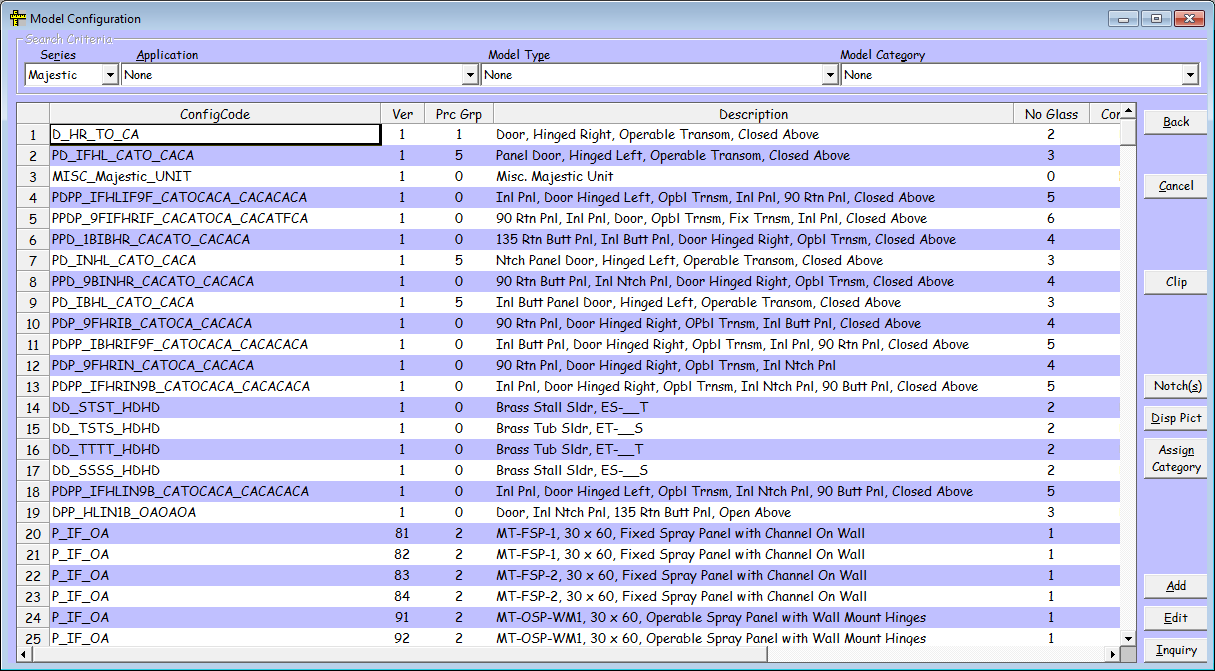 Model Configuration
Search Criteria
Series Application Model Type Model Category
Majestic None None None
ConfigCode Ver Prc Grp Description No Glass Cor
1 D_HR_TO_CA 1 1 Door, Hinged Right, Operable Transom, Closed Above 2
2 PD_IFHL_CATO_CACA 1 5 Panel Door, Hinged Left, Operable Transom, Closed Above 3
3 MISC_Majestic_UNIT 1 0 Misc. Majestic Unit 0
4 PDPP_IFHLIF9F_CATOCACA_CACACACA 1 0 Inl Pnl, Door Hinged Left, Opbl Trnsm, Inl Pnl, 90 Rtn Pnl, Closed Above 5
5 PPDP_9FIFHRIF_CACATOCA_CACATFCA 1 0 90 Rtn Pnl, Inl Pnl, Door, Opbl Trnsm, Fix Trnsm, Inl Pnl, Closed Above 6
6 PPD_1BIBHR_CACATO_CACACA 1 0 135 Rtn Butt Pnl, Inl Butt Pnl, Door Hinged Right, Opbl Trnsm, Closed Above 4
7 PD_INHL_CATO_CACA 1 5 Ntch Panel Door, Hinged Left, Operable Transom, Closed Above 3
8 PPD_9BINHR_CACATO_CACACA 1 0 90 Rtn Butt Pnl, Inl Ntch Pnl, Door Hinged Right, Opbl Trnsm, Closed Above 4
9 PD_IBHL_CATO_CACA 1 5 Inl Butt Panel Door, Hinged Left, Operable Transom, Closed Above 3
10 PDP_9FHRIB_CATOCA_CACACA 1 0 90 Rtn Pnl, Door Hinged Right, OPbl Trnsm, Inl Butt Pnl, Closed Above 4
11 PDPP_IBHRIF9F_CATOCACA_CACACACA 1 0 Inl Butt Pnl, Door Hinged Right, Opbl Trnsm, Inl Pnl, 90 Rtn Pnl, Closed Above 5
12 PDP_9FHRIN_CATOCA_CACACA 1 0 90 Rtn Pnl, Door Hinged Right, Opbl Trnsm, Inl Ntch Pnl 4
13 PDPP_IFHRIN9B_CATOCACA_CACACACA 1 0 Inl Pnl, Door Hinged Right, Opbl Trnsm, Inl Ntch Pnl, 90 Butt Pnl, Closed Above 5
14 DD_STST_HDHD 1 0 Brass Stall Sldr, ES-__T 2
15 DD_TSTS_HDHD 1 0 Brass Tub Sldr, ET-__S 2
16 DD_TTTT_HDHD 1 0 Brass Tub Sldr, ET-__T 2
17 DD_SSSS_HDHD 1 0 Brass Stall Sldr, ES-__S 2
18 PDPP_IFHLIN9B_CATOCACA_CACACACA 1 0 Inl Pnl, Door Hinged Left, Opbl Trnsm, Inl Ntch Pnl, 90 Butt Pnl, Closed Above 5
19 DPP_HLIN1B_OAOAOA 1 0 Door, Inl Ntch Pnl, 135 Rtn Butt Pnl, Open Above 3
20 P_IF_OA 81 2 MT-FSP-1, 30 x 60, Fixed Spray Panel with Channel On Wall 1
21 P_IF_OA 82 2 MT-FSP-1, 30 x 60, Fixed Spray Panel with Channel On Wall 1
22 P_IF_OA 83 2 MT-FSP-2, 30 x 60, Fixed Spray Panel with Channel On Wall 1
23 P_IF_OA 84 2 MT-FSP-2, 30 x 60, Fixed Spray Panel with Channel On Wall 1
24 P_IF_OA 91 2 MT-OSP-WM1, 30 x 60, Operable Spray Panel with Wall Mount Hinges 1
25 P_IF_OA 92 2 MT-OSP-WM1, 30 x 60, Operable Spray Panel with Wall Mount Hinges 1
Back
Cancel
Clip
Notch(s)
Disp Pict
Assign
Category
Add
Edit
Inquiry